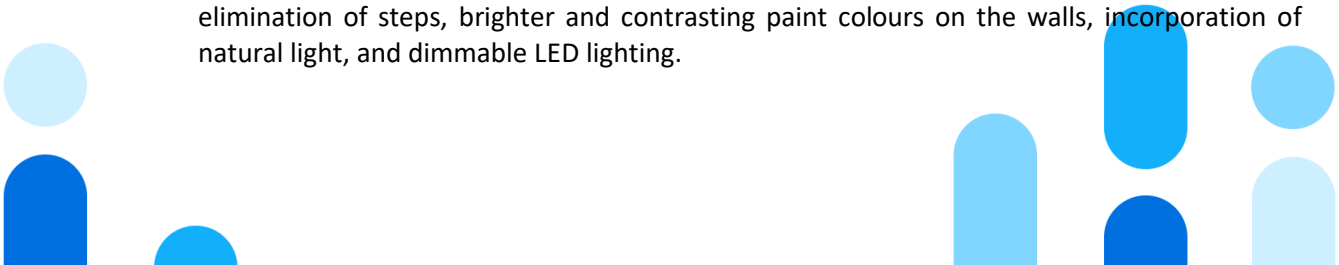 elimination of steps, brighter and contrasting paint colours on the walls, incorporation of
natural light, and dimmable LED lighting.